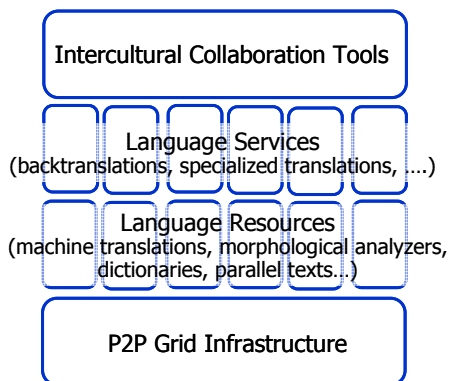 Intercultural Collaboration Tools
Language Services
(backtranslations, specialized translations, ….)
Language Resources
(machine translations, morphological analyzers,
dictionaries, parallel texts…)
P2P Grid Infrastructure